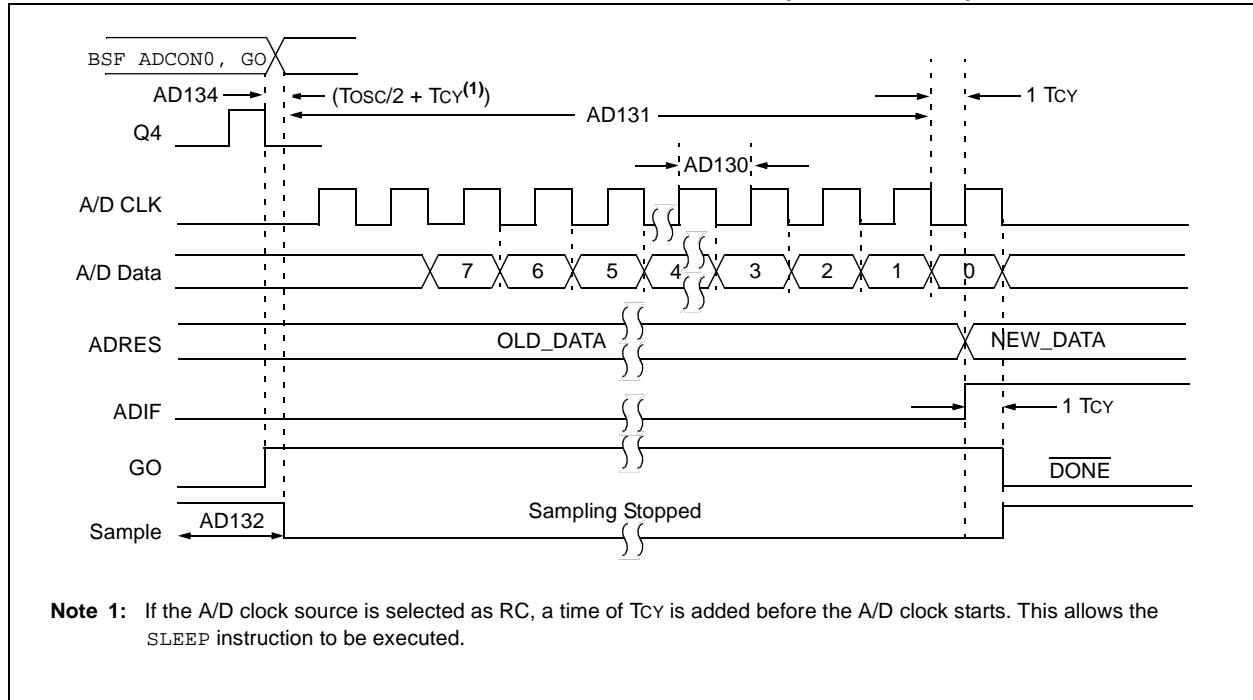 BSF ADCON0, GO
AD134 (TOSC/2 + TCY(1)) 1 TCY
AD131
Q4
AD130
A/D CLK
A/D Data 7 6 5 4 3 2 1 0
ADRES OLD_DATA NEW_DATA
ADIF 1 TCY
GO DONE
Sample AD132 Sampling Stopped
Note 1: If the A/D clock source is selected as RC, a time of TCY is added before the A/D clock starts. This allows the
SLEEP instruction to be executed.